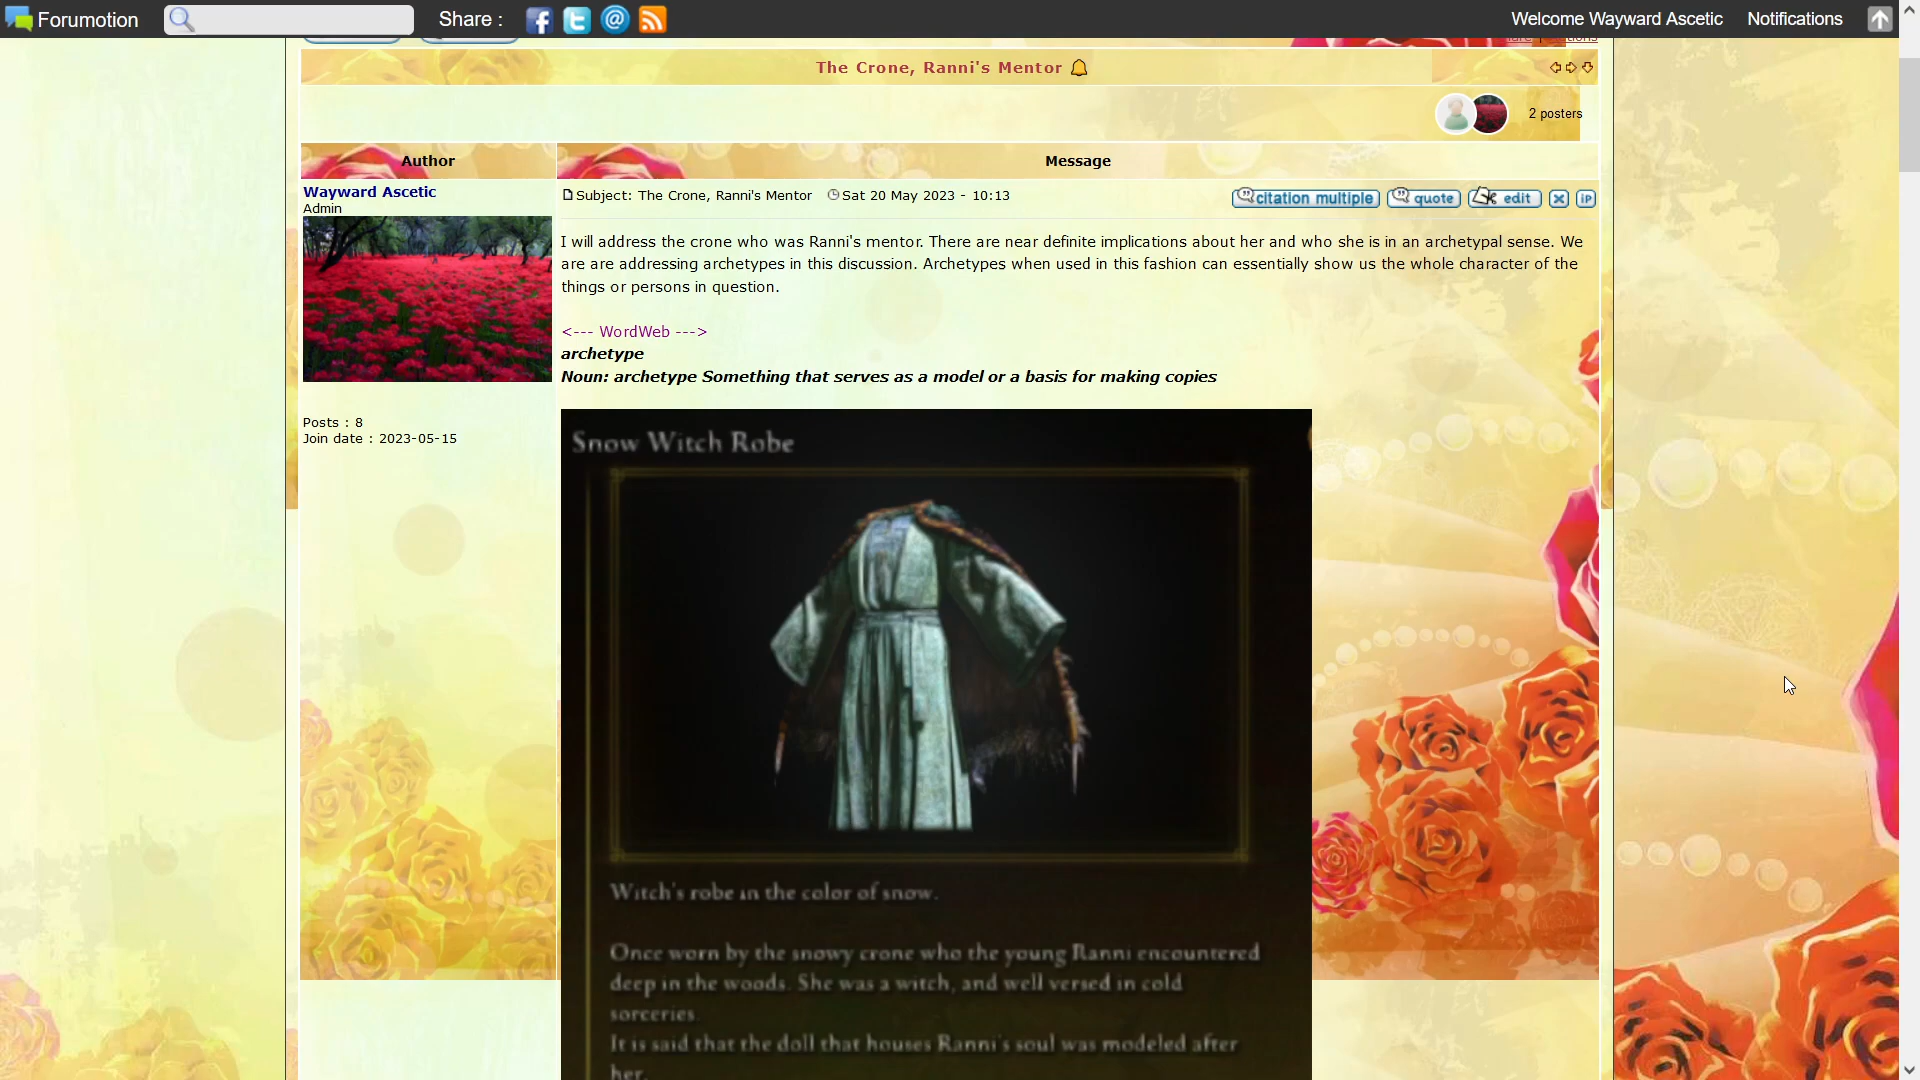 Forumotion
Share :
Welcome Wayward Ascetic
Notifications
The Crone, Ranni's Mentor
2 posters
Author
Message
Wayward Ascetic
Admin
Subject: The Crone, Ranni's Mentor
Sat 20 May 2023 - 10:13
citation multiple
quote
edit
iP
I will address the crone who was Ranni's mentor. There are near definite implications about her and who she is in an archetypal sense. We
are are addressing archetypes in this discussion. Archetypes when used in this fashion can essentially show us the whole character of the
things or persons in question.
<--- WordWeb --->
archetype
Noun: archetype Something that serves as a model or a basis for making copies
Posts : 8
Join date : 2023-05-15
Snow Witch Robe
Witch's robe in the color of snow.
Once worn by the snowy crone who the young Ranni encountered
deep in the woods. She was a witch, and well versed in cold
sorceries.
It is said that the doll that houses Ranni's soul was modeled after
her.